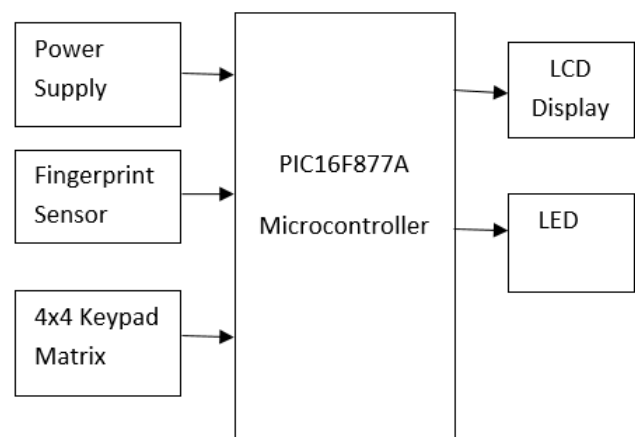 Power
Supply
Fingerprint
Sensor
4x4 Keypad
Matrix
PIC16F877A
Microcontroller
LCD
Display
LED